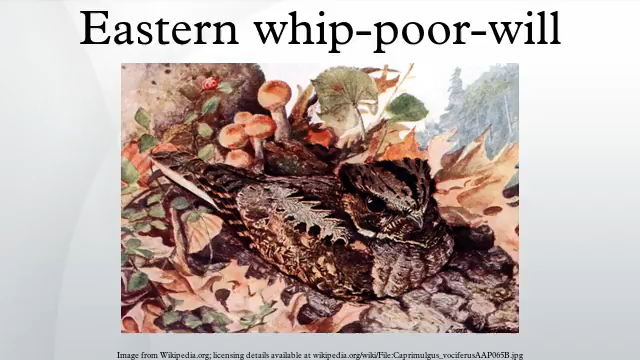 Eastern whip-poor-will
Image from Wikipedia.org; licensing details available at wikipedia.org/wiki/File:Caprimulgus_vociferusAAP065B.jpg